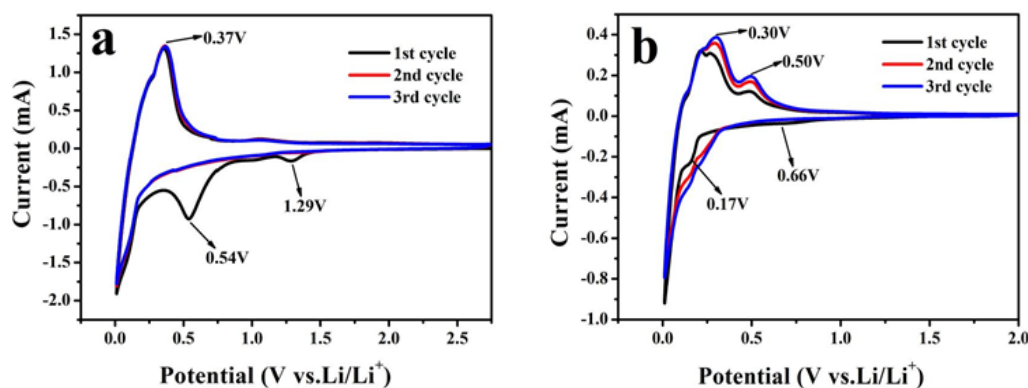 a
0.37V
1st cycle
2nd cycle
3rd cycle
1.29V
0.54V
1.5
1.0
0.5
0.0
-0.5
-1.0
-1.5
-2.0
Current (mA)
0.0 0.5 1.0 1.5 2.0 2.5
Potential (V vs.Li/Li⁺)
b
0.30V
0.50V
1st cycle
2nd cycle
3rd cycle
0.66V
0.17V
0.4
0.2
0.0
-0.2
-0.4
-0.6
-0.8
-1.0
Current (mA)
0.0 0.5 1.0 1.5 2.0
Potential (V vs.Li/Li⁺)